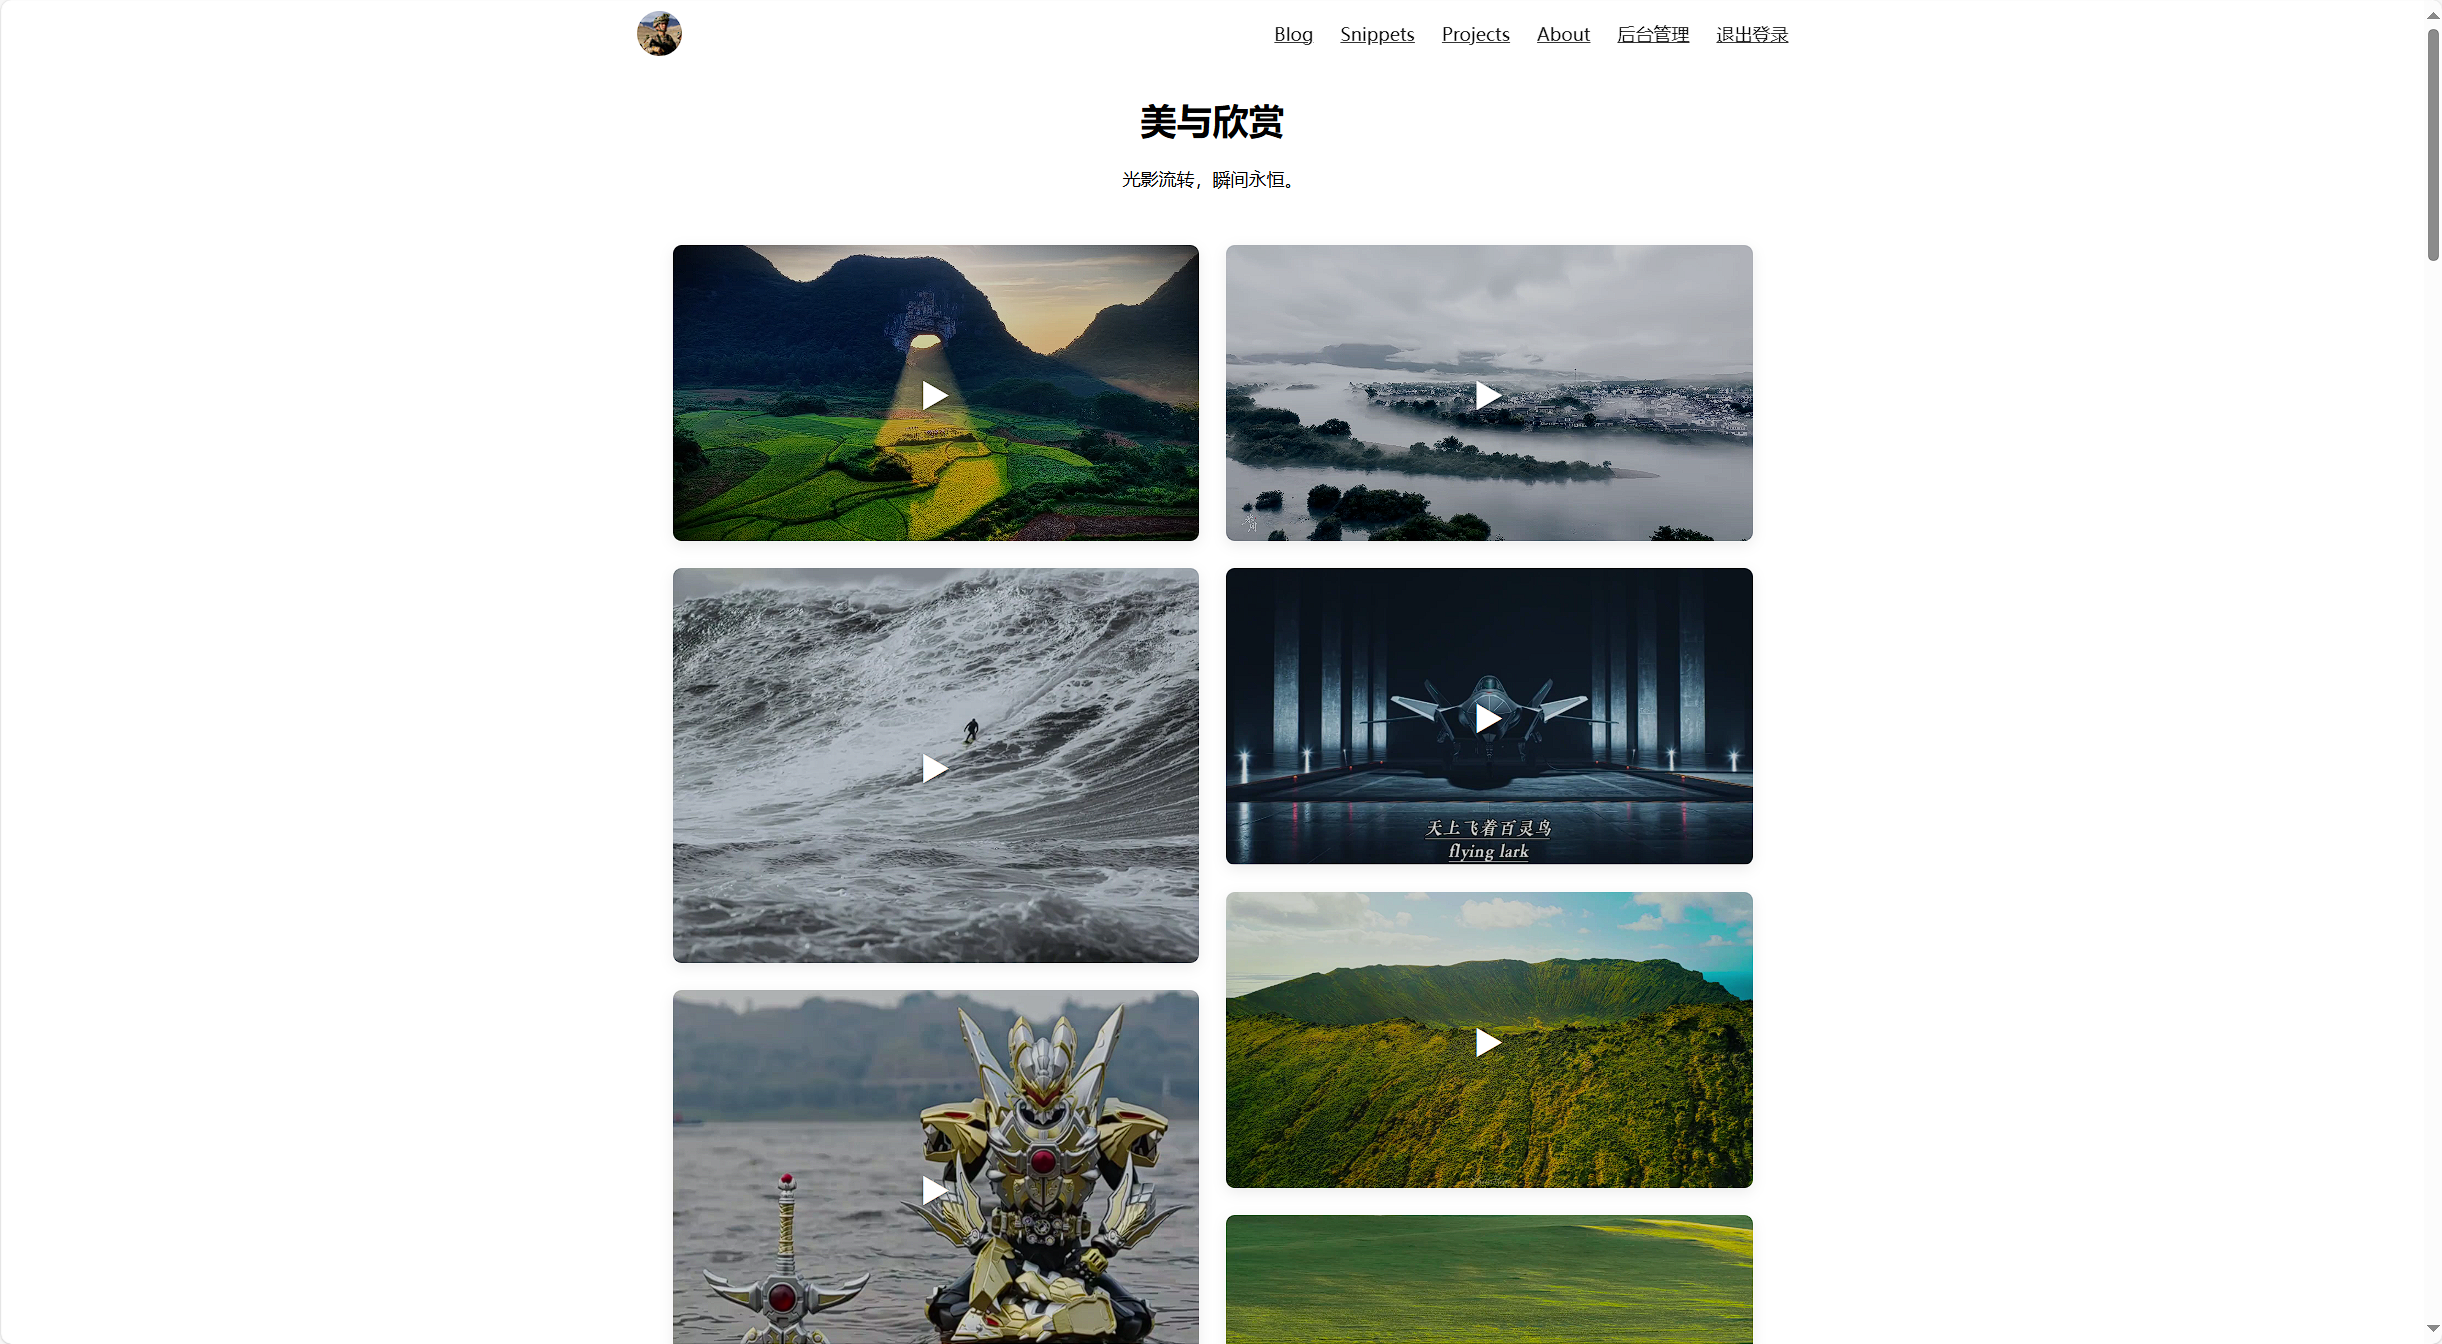 Blog Snippets Projects About 后台管理 退出登录
美与欣赏
光影流转，瞬间永恒。
天上飞着百灵鸟
flying lark